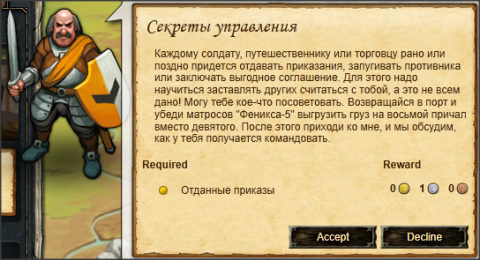 Секреты управления
Каждому солдату, путешественнику или торговцу рано или
поздно придется отдавать приказания, запугивать противника
или заключать выгодное соглашение. Для этого надо
научиться заставлять других считаться с тобой, а это не всем
дано! Могу тебе кое-что посоветовать. Возвращайся в порт и
убеди матросов "Феникса-5" выгрузить груз на восьмой причал
вместо девятого. После этого приходи ко мне, и мы обсудим,
как у тебя получается командовать.
Required Reward
Отданные приказы 0 1 0
Accept Decline